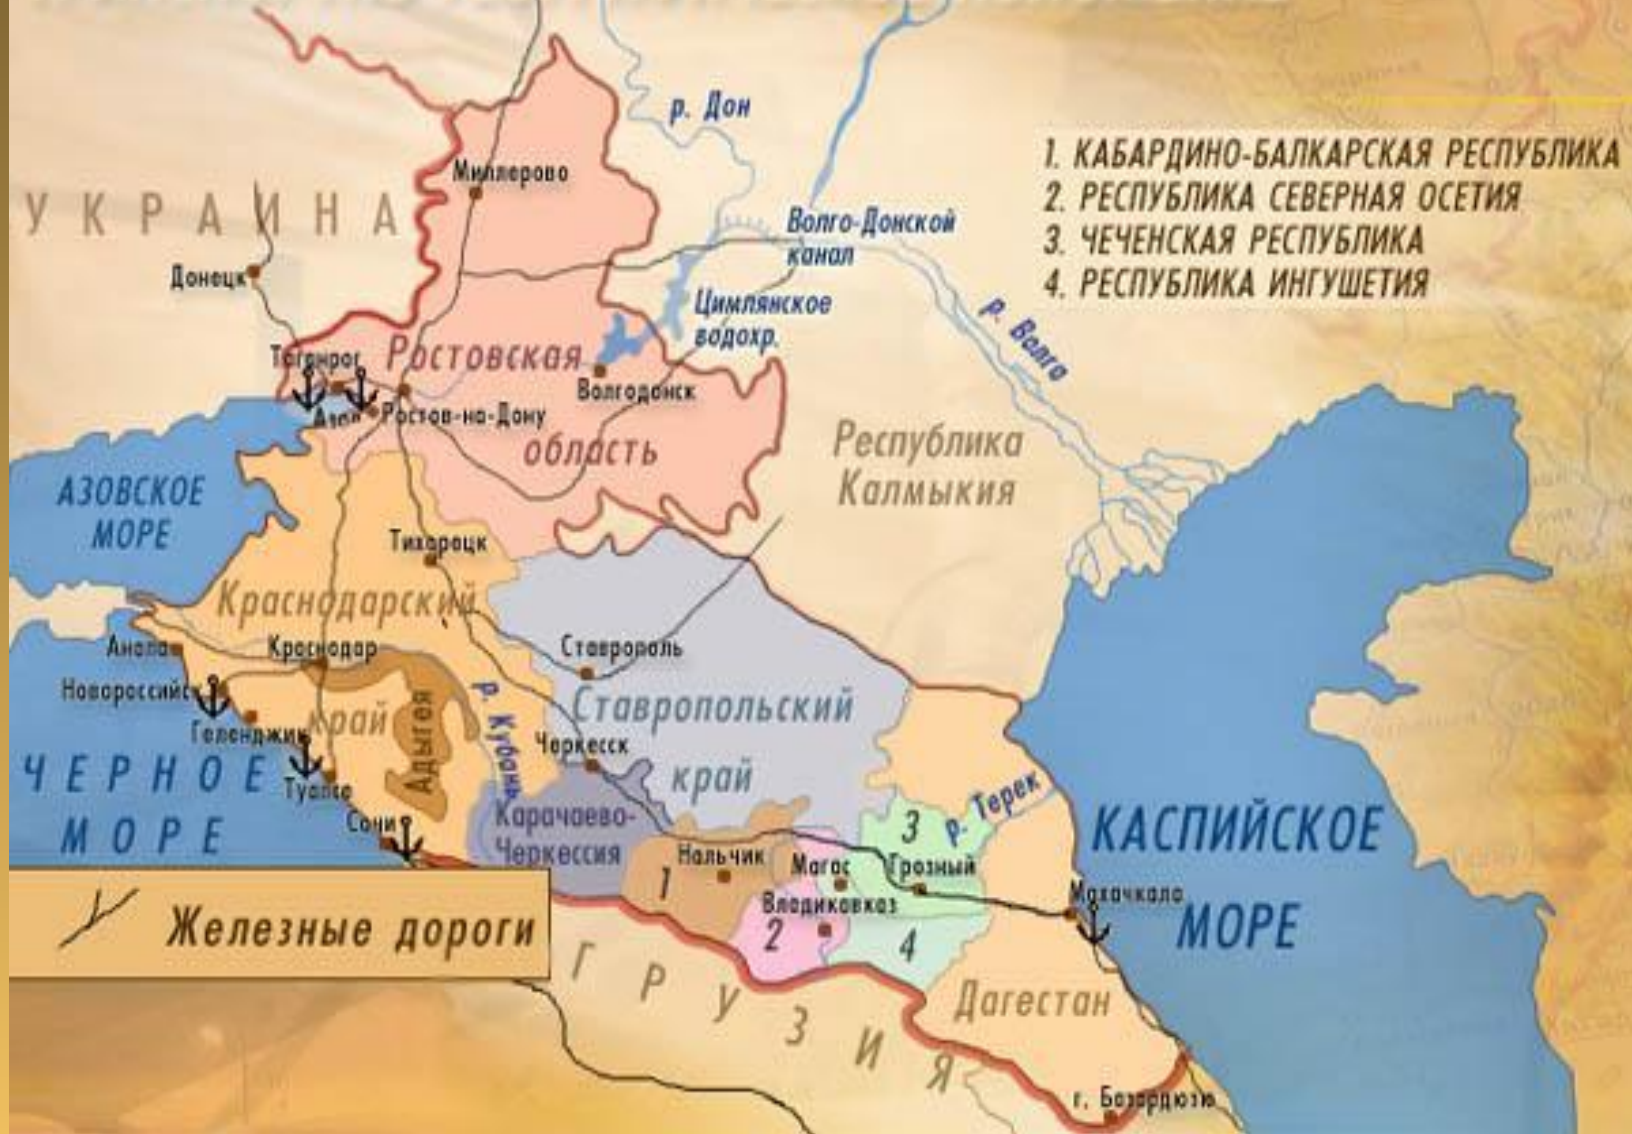 р. Дон
1. КАБАРДИНО-БАЛКАРСКАЯ РЕСПУБЛИКА
2. РЕСПУБЛИКА СЕВЕРНАЯ ОСЕТИЯ
3. ЧЕЧЕНСКАЯ РЕСПУБЛИКА
4. РЕСПУБЛИКА ИНГУШЕТИЯ
Миллерово
УКРАИНА
Волго-Донской
канал
Донецк
Цимлянское
водохр.
р. Волга
Таганрог
Ростовская
Волгодонск
Азов
Ростов-на-Дону
область
Республика
Калмыкия
АЗОВСКОЕ
МОРЕ
Тихорецк
Краснодарский
Анапа
Краснодар
Ставрополь
Новороссийск
край
Адыгея
р. Кубань
Ставропольский
Геленджик
Черкесск
край
ЧЕРНОЕ
МОРЕ
Туапсе
Сочи
Карачаево-
Черкессия
3
р. Терек
КАСПИЙСКОЕ
МОРЕ
Нальчик
Магас
Грозный
1
Владикавказ
2
4
Махачкала
Железные дороги
ГРУЗИЯ
Дагестан
г. Базардюзю